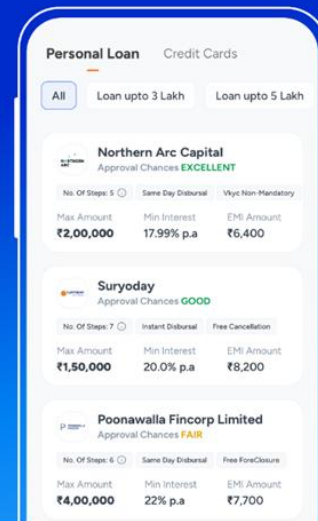 Personal Loan Credit Cards
All Loan upto 3 Lakh Loan upto 5 Lakh
Northern Arc Capital
Approval Chances EXCELLENT
No. Of Steps: 5 Same Day Disbursal Vkyc Non-Mandatory
Max Amount Min Interest EMI Amount
₹2,00,000 17.99% p.a ₹6,400
Suryoday
Approval Chances GOOD
No. Of Steps: 7 Instant Disbursal Free Cancellation
Max Amount Min Interest EMI Amount
₹1,50,000 20.0% p.a ₹8,200
Poonawalla Fincorp Limited
Approval Chances FAIR
No. Of Steps: 6 Same Day Disbursal Free ForeClosure
Max Amount Min Interest EMI Amount
₹4,00,000 22% p.a ₹7,700